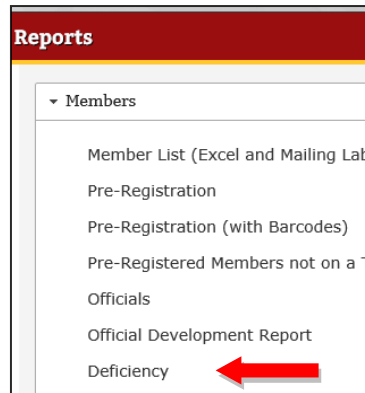 Reports
Members
Member List (Excel and Mailing
Pre-Registration
Pre-Registration (with Barcodes)
Pre-Registered Members not on a
Officials
Official Development Report
Deficiency